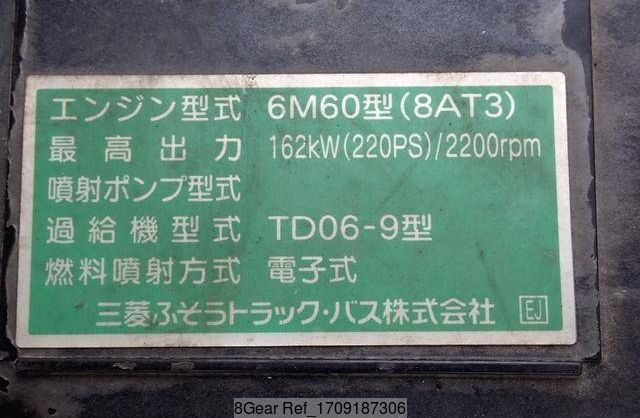 エンジン型式 6M60型(8AT3)
最高出力 162kW(220PS)/2200rpm
噴射ポンプ型式
過給機型式 TD06-9型
燃料噴射方式 電子式
三菱ふそうトラック・バス株式会社 EJ
8Gear Ref_1709187306